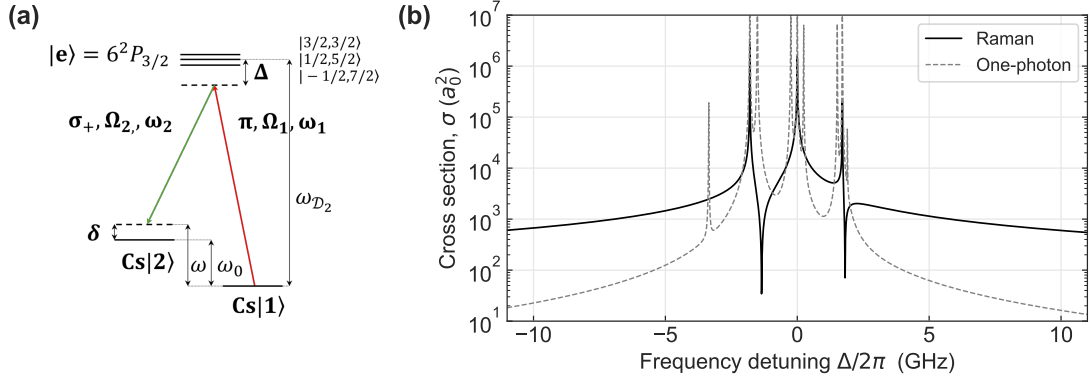 (a)
|e⟩ = 6²P₃/₂
|3/2,3/2⟩
|1/2,5/2⟩
|−1/2,7/2⟩
Δ
σ₊, Ω₂, ω₂
π, Ω₁, ω₁
ω_𝒟₂
δ
ω
ω₀
Cs|2⟩
Cs|1⟩
(b)
Cross section, σ (a₀²)
10⁷
10⁶
10⁵
10⁴
10³
10²
10¹
Raman
One-photon
−10
−5
0
5
10
Frequency detuning Δ/2π (GHz)